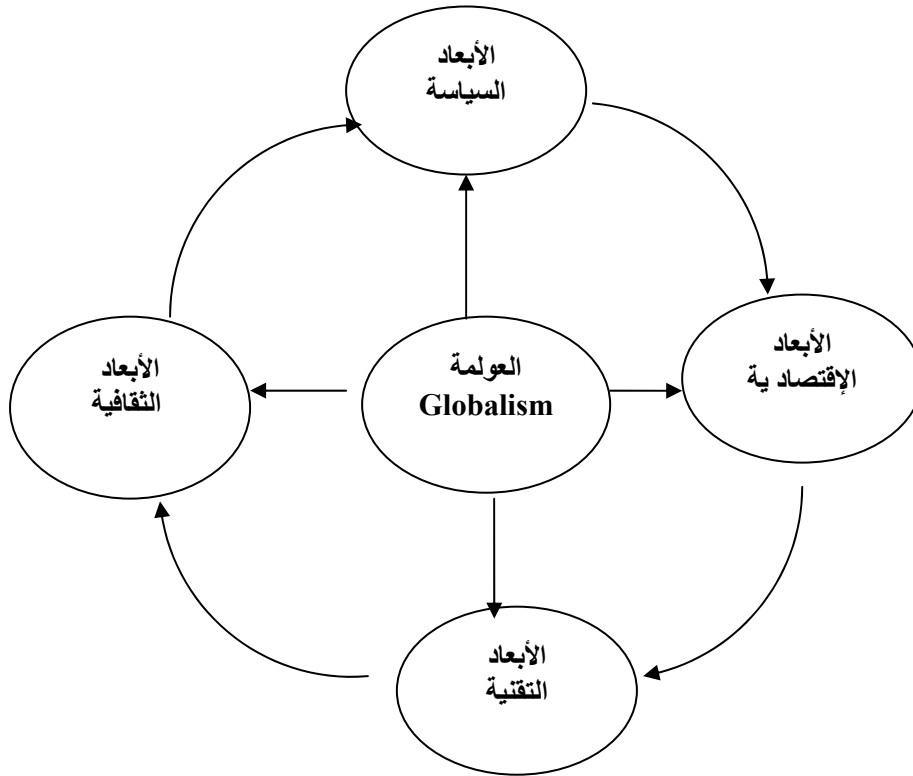 الأبعاد
السياسة
العولمة
Globalism
الأبعاد
الإقتصاد ية
الأبعاد
الثقافية
الأبعاد
التقنية